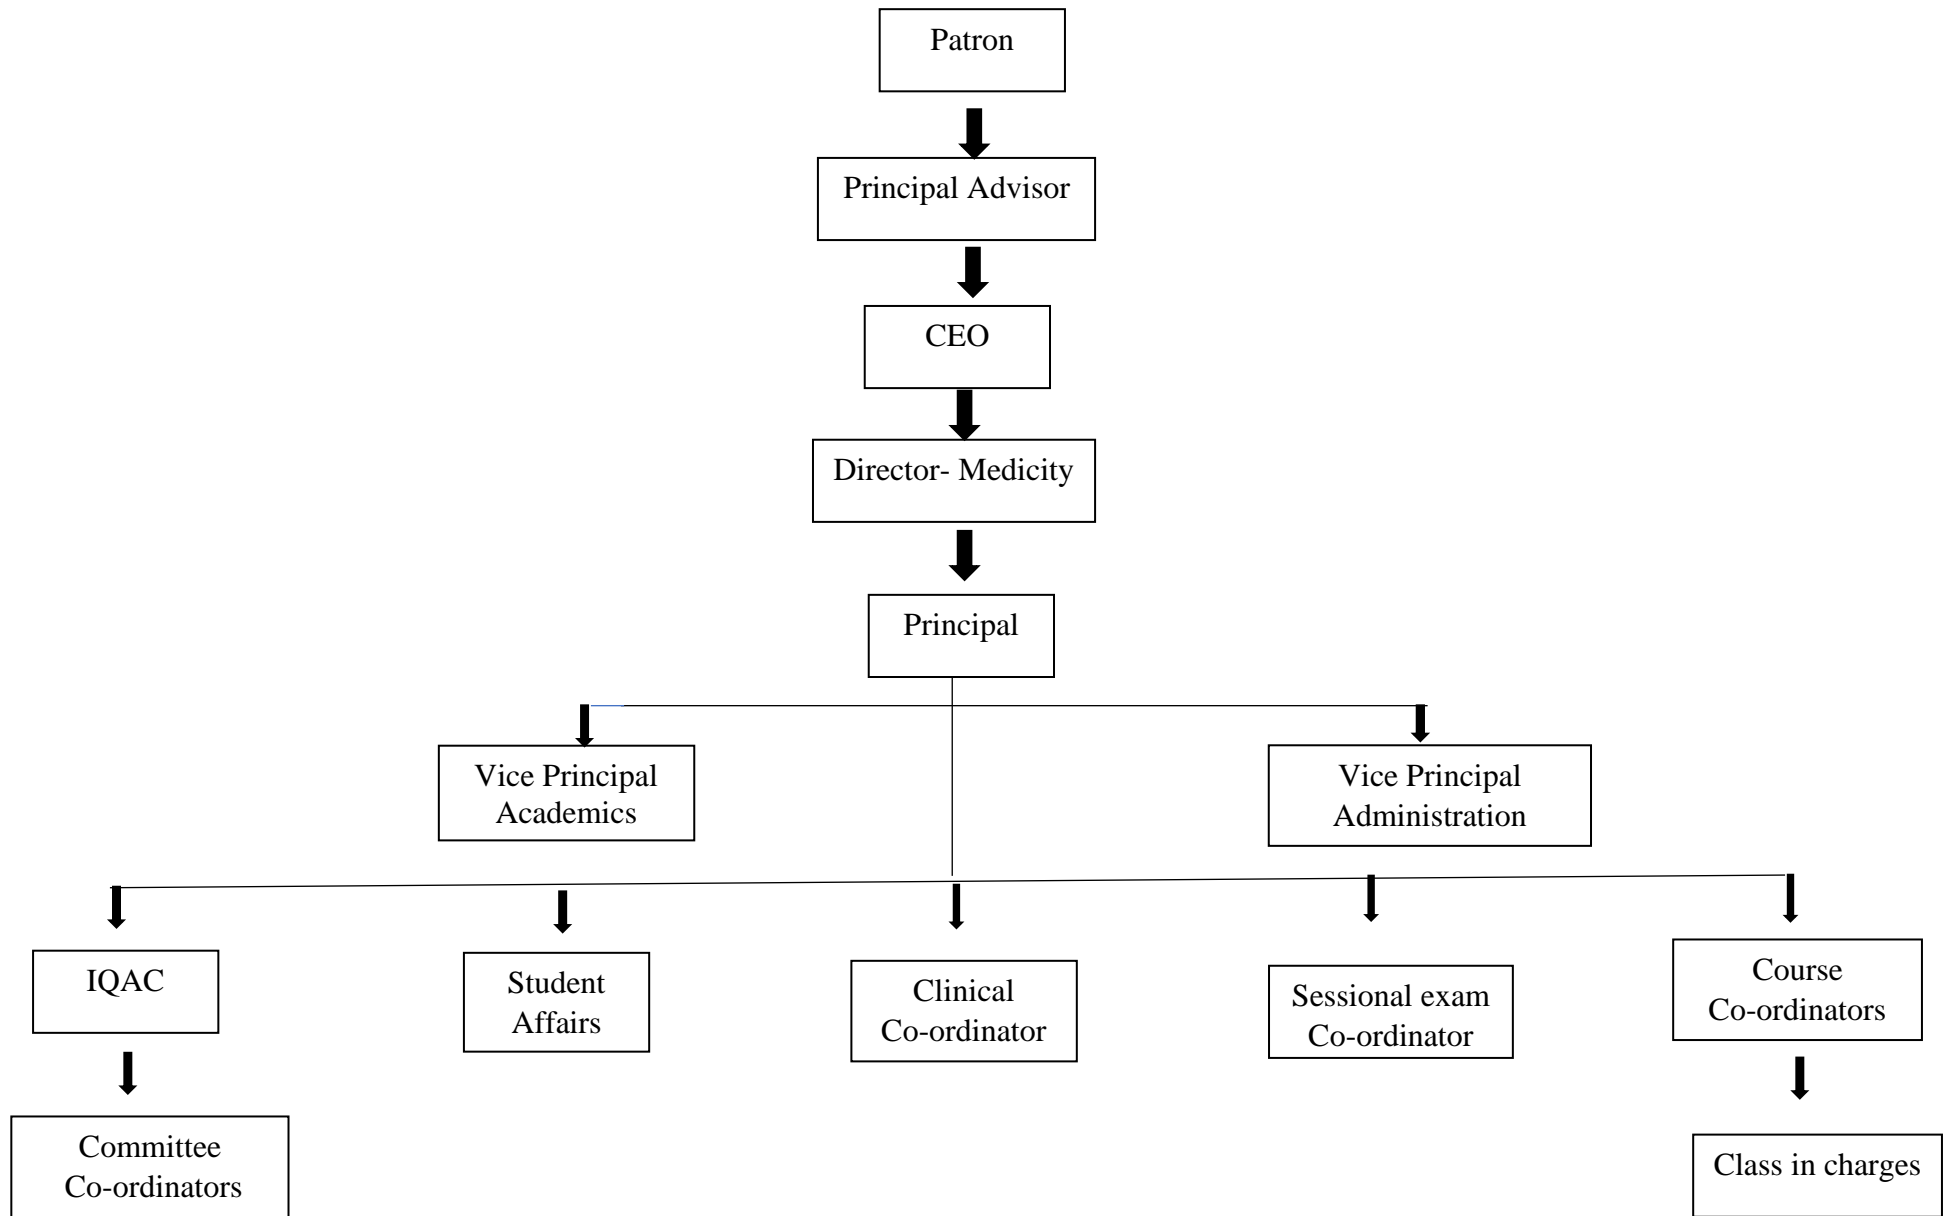 Patron
Principal Advisor
CEO
Director- Medicity
Principal
Vice Principal
Academics
Vice Principal
Administration
IQAC
Student
Affairs
Clinical
Co-ordinator
Sessional exam
Co-ordinator
Course
Co-ordinators
Committee
Co-ordinators
Class in charges